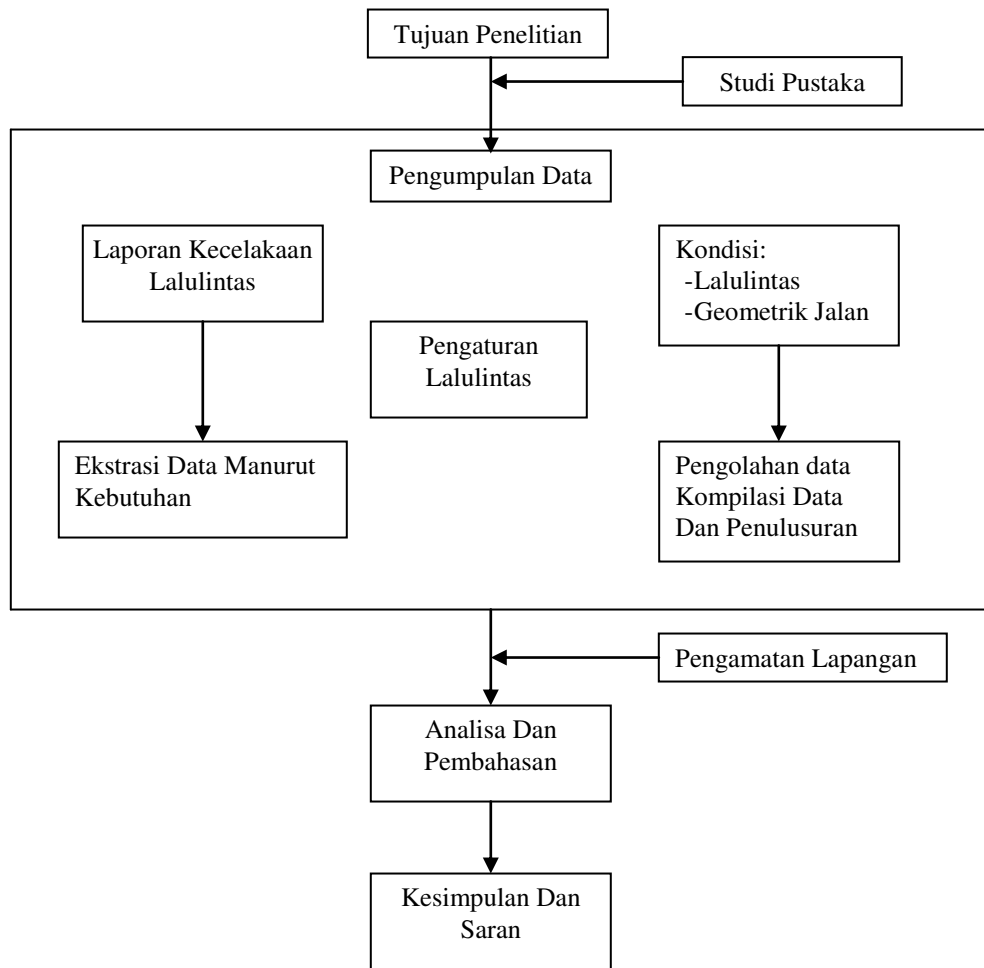 Tujuan Penelitian
Studi Pustaka
Pengumpulan Data
Laporan Kecelakaan
Lalulintas
Kondisi:
-Lalulintas
-Geometrik Jalan
Pengaturan
Lalulintas
Ekstrasi Data Manurut
Kebutuhan
Pengolahan data
Kompilasi Data
Dan Penulusuran
Pengamatan Lapangan
Analisa Dan
Pembahasan
Kesimpulan Dan
Saran